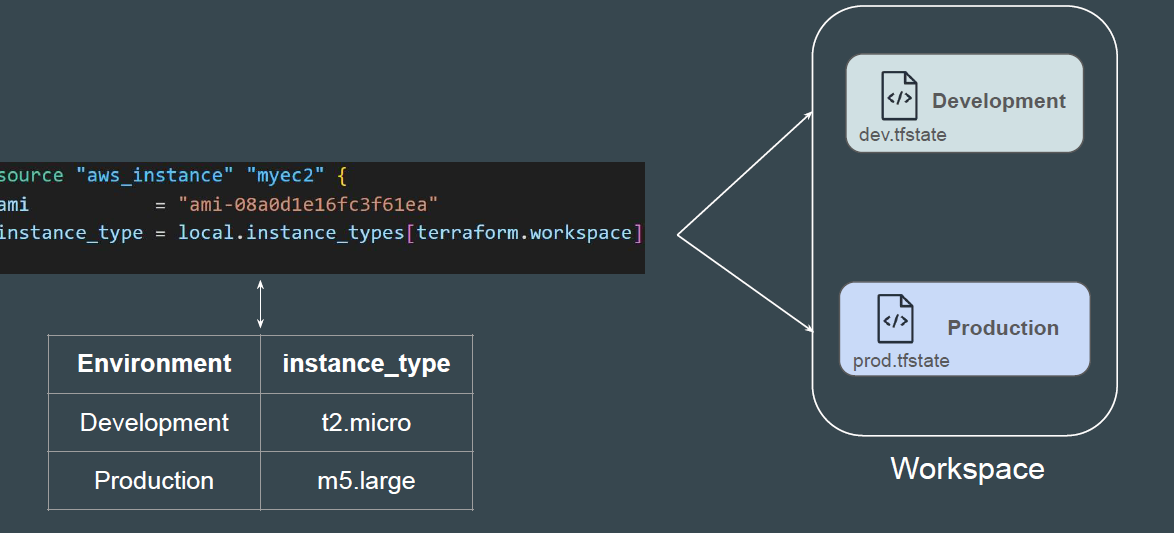 source "aws_instance" "myec2" {
ami = "ami-08a0d1e16fc3f61ea"
instance_type = local.instance_types[terraform.workspace]
Environment instance_type
Development t2.micro
Production m5.large
</> Development
dev.tfstate
</> Production
prod.tfstate
Workspace